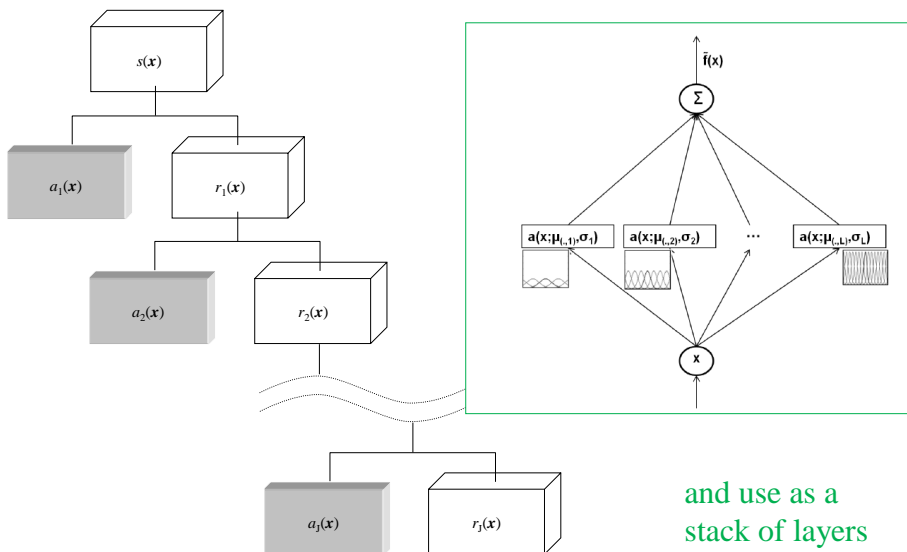 s(x)
a₁(x)
r₁(x)
a₂(x)
r₂(x)
aⱼ(x)
rⱼ(x)
f̃(x)
Σ
a(x;μ(.,1),σ1)
a(x;μ(.,2),σ2)
...
a(x;μ(.,L),σL)
x
and use as a
stack of layers